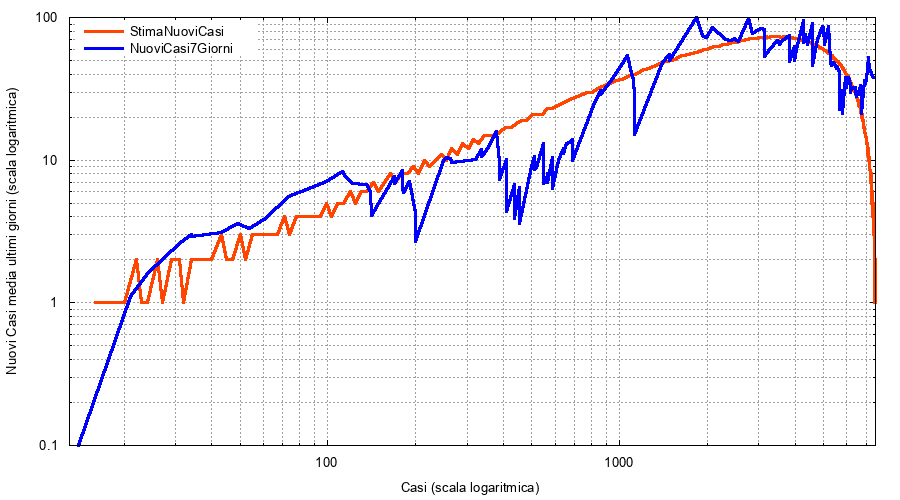 100
StimaNuoviCasi
NuoviCasi7Giorni
10
1
0.1
Nuovi Casi media ultimi giorni (scala logaritmica)
100
1000
Casi (scala logaritmica)